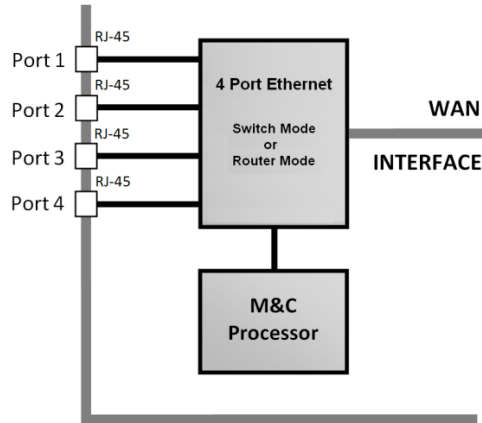 RJ-45
Port 1
RJ-45
Port 2
RJ-45
Port 3
RJ-45
Port 4
4 Port Ethernet
Switch Mode
or
Router Mode
WAN
INTERFACE
M&C
Processor